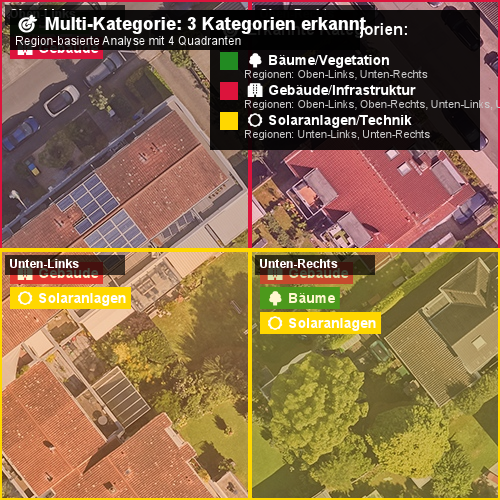 Multi-Kategorie: 3 Kategorien erkannt
Region-basierte Analyse mit 4 Quadranten
Gebäude
Bäume/Vegetation
Regionen: Oben-Links, Unten-Rechts
Gebäude/Infrastruktur
Regionen: Oben-Links, Oben-Rechts, Unten-Links, U
Solaranlagen/Technik
Regionen: Unten-Links, Unten-Rechts
Unten-Links
Gebäude
Solaranlagen
Unten-Rechts
Gebäude
Bäume
Solaranlagen